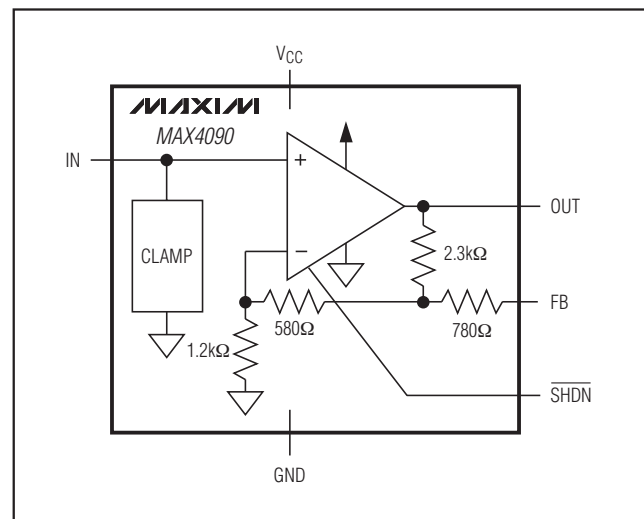 VCC
MAXIM
MAX4090
IN
+
OUT
CLAMP
2.3kΩ
−
FB
580Ω
780Ω
1.2kΩ
SHDN
GND